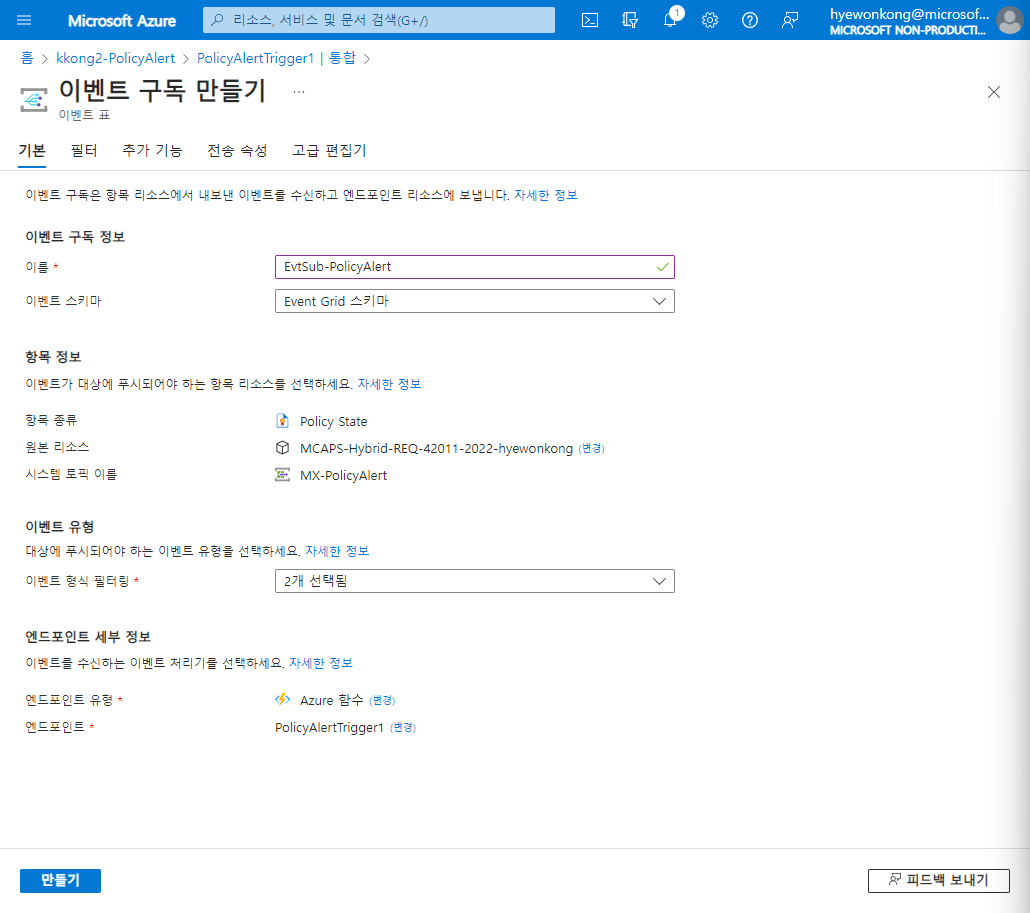 Microsoft Azure
리소스, 서비스 및 문서 검색(G+/)
1
hyewonkong@microsof...
MICROSOFT NON-PRODUCTI...
홈 > kkong2-PolicyAlert > PolicyAlertTrigger1 | 통합 >
이벤트 구독 만들기 ...
이벤트 표
기본 필터 추가 기능 전송 속성 고급 편집기
이벤트 구독은 항목 리소스에서 내보낸 이벤트를 수신하고 엔드포인트 리소스에 보냅니다. 자세한 정보
이벤트 구독 정보
이름 * EvtSub-PolicyAlert
이벤트 스키마 Event Grid 스키마
항목 정보
이벤트가 대상에 푸시되어야 하는 항목 리소스를 선택하세요. 자세한 정보
항목 종류 Policy State
원본 리소스 MCAPS-Hybrid-REQ-42011-2022-hyewonkong (변경)
시스템 토픽 이름 MX-PolicyAlert
이벤트 유형
대상에 푸시되어야 하는 이벤트 유형을 선택하세요. 자세한 정보
이벤트 형식 필터링 * 2개 선택됨
엔드포인트 세부 정보
이벤트를 수신하는 이벤트 처리기를 선택하세요. 자세한 정보
엔드포인트 유형 * Azure 함수 (변경)
엔드포인트 * PolicyAlertTrigger1 (변경)
만들기
피드백 보내기